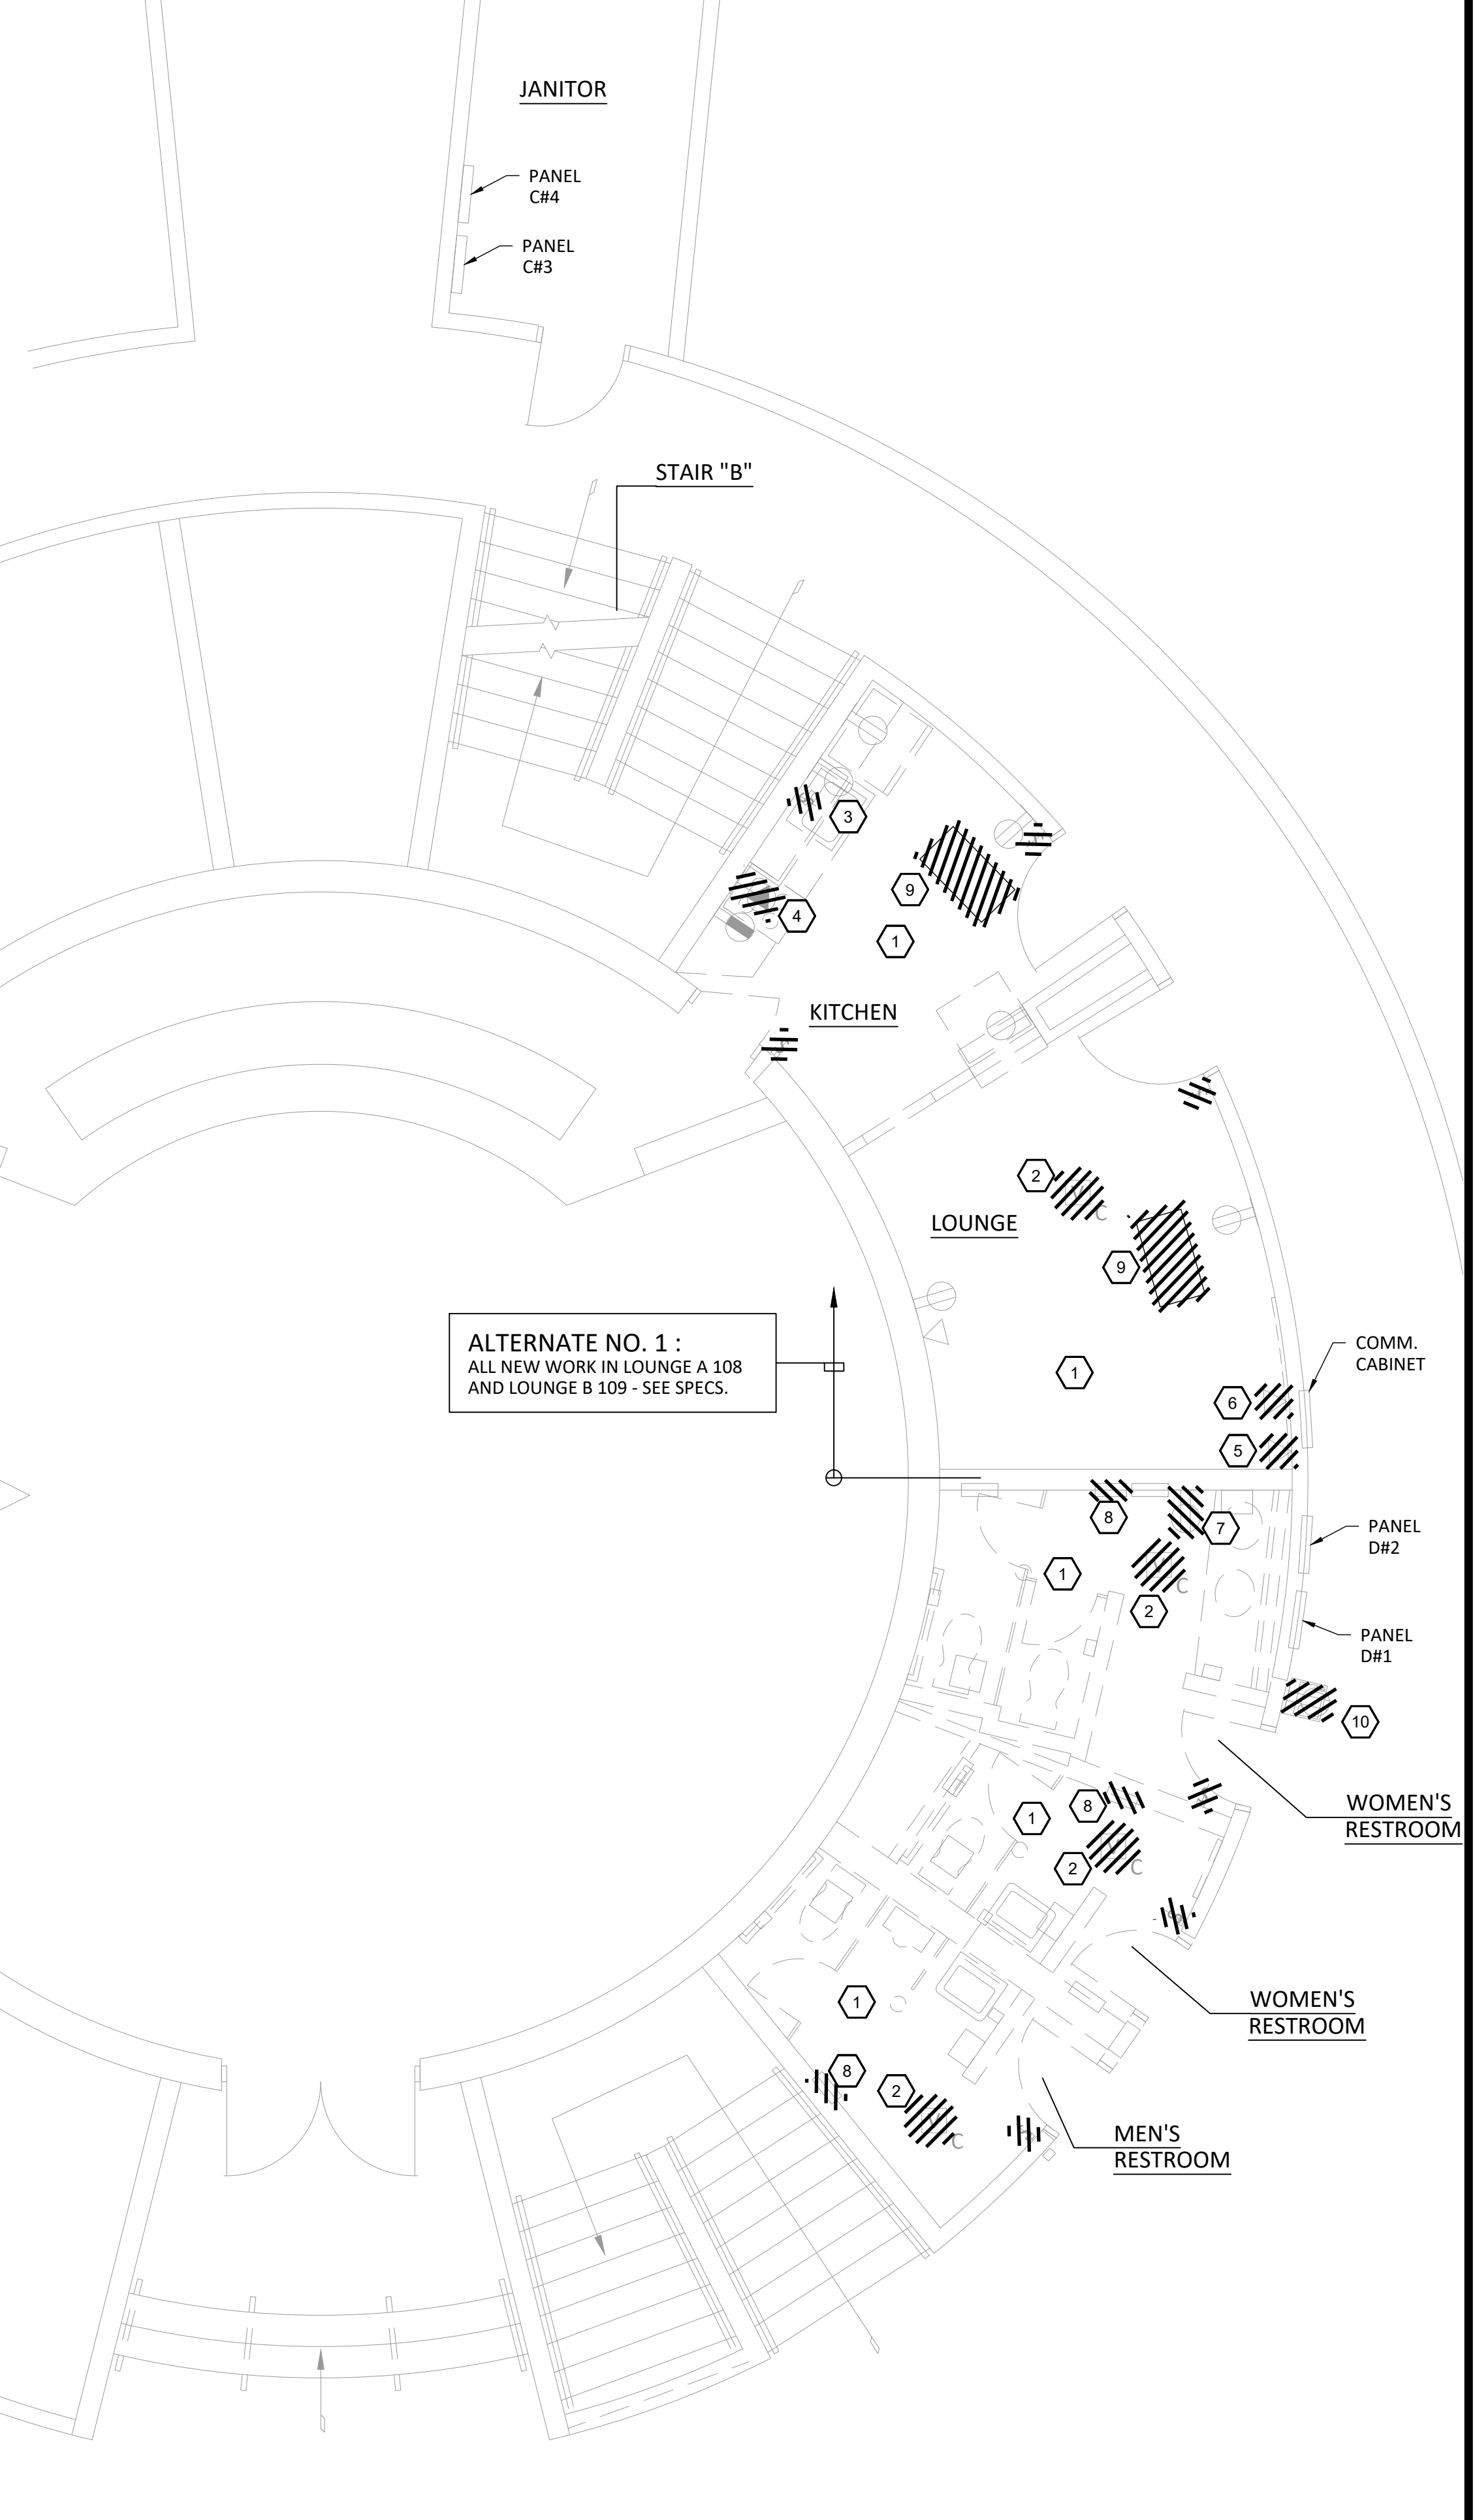 JANITOR
PANEL
C#4
PANEL
C#3
STAIR "B"
3
9
4
1
KITCHEN
2
C
LOUNGE
9
ALTERNATE NO. 1 :
ALL NEW WORK IN LOUNGE A 108
AND LOUNGE B 109 - SEE SPECS.
COMM.
CABINET
1
6
5
8
7
PANEL
D#2
1
C
2
PANEL
D#1
10
WOMEN'S
RESTROOM
8
1
2
C
WOMEN'S
RESTROOM
1
8
2
C
MEN'S
RESTROOM